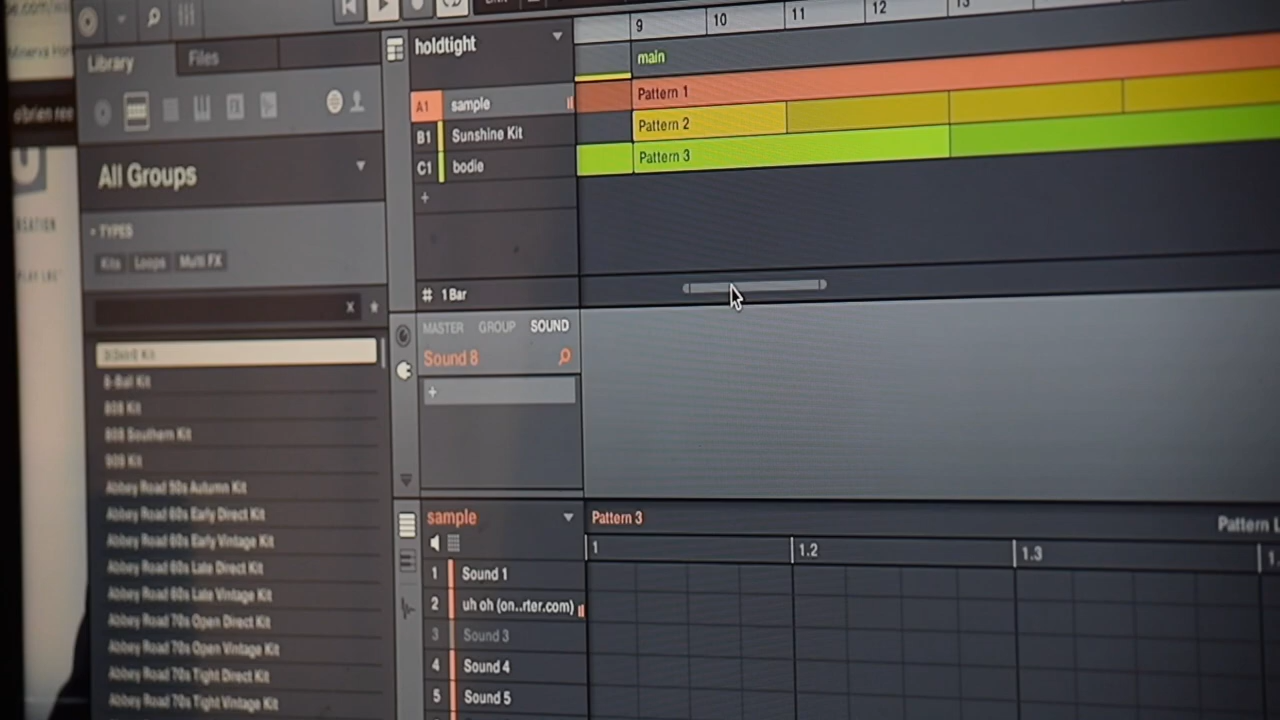 Library
Files
All Groups
TYPES
Kits Loops Multi FX
X
8-Ball Kit
808 Kit
808 Southern Kit
909 Kit
Abbey Road 50s Autumn Kit
Abbey Road 60s Early Direct Kit
Abbey Road 60s Early Vintage Kit
Abbey Road 60s Late Direct Kit
Abbey Road 60s Late Vintage Kit
Abbey Road 70s Open Direct Kit
Abbey Road 70s Open Vintage Kit
Abbey Road 70s Tight Direct Kit
Abbey Road 70s Tight Vintage Kit
holdtight
9 10 11 12 13
main
A1 sample
Pattern 1
B1 Sunshine Kit
Pattern 2
C1 bodie
Pattern 3
+
# 1 Bar
MASTER GROUP SOUND
Sound 8
+
sample
Pattern 3
1 1.2 1.3
1 Sound 1
2 uh oh (on..rter.com)
3 Sound 3
4 Sound 4
5 Sound 5